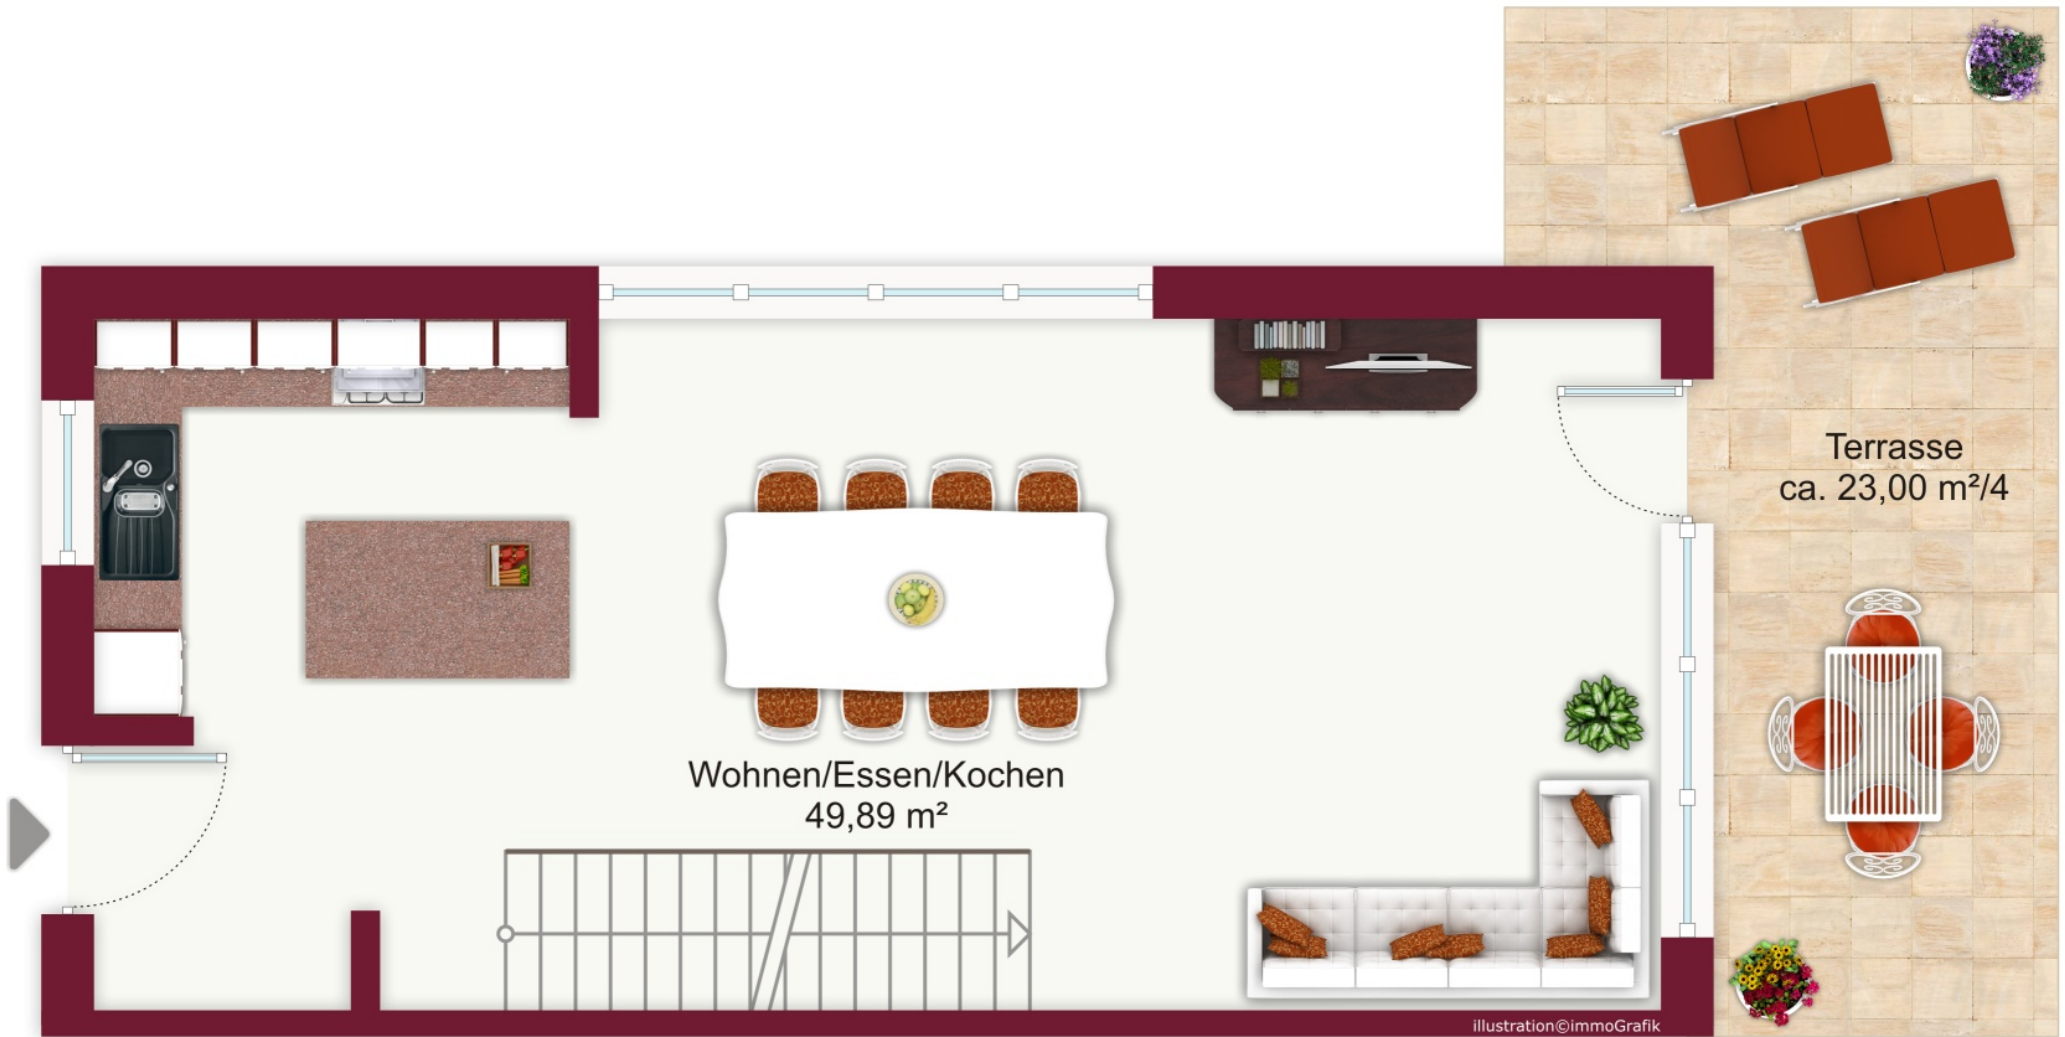 Terrasse
ca. 23,00 m²/4
Wohnen/Essen/Kochen
49,89 m²
illustration©immoGrafik